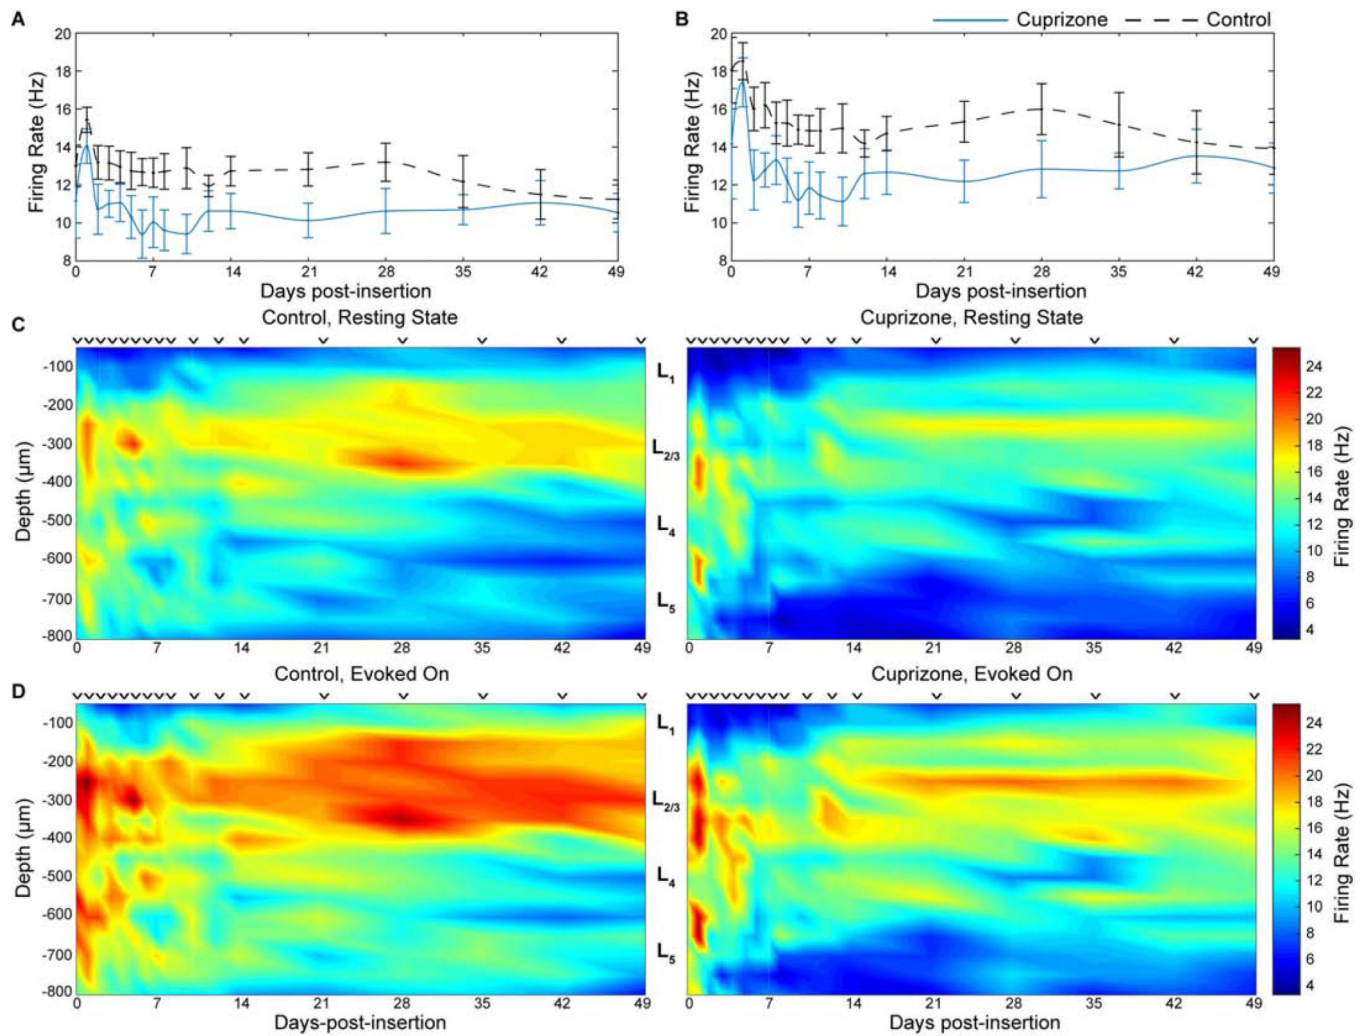 A
B
Cuprizone
Control
20
18
16
14
12
10
8
Firing Rate (Hz)
0 7 14 21 28 35 42 49
Days post-insertion
20
18
16
14
12
10
8
Firing Rate (Hz)
0 7 14 21 28 35 42 49
Days post-insertion
C
Control, Resting State
Cuprizone, Resting State
-100
-200
-300
-400
-500
-600
-700
-800
Depth (μm)
0 7 14 21 28 35 42 49
L1
L2/3
L4
L5
0 7 14 21 28 35 42 49
24
22
20
18
16
14
12
10
8
6
4
Firing Rate (Hz)
D
Control, Evoked On
Cuprizone, Evoked On
-100
-200
-300
-400
-500
-600
-700
-800
Depth (μm)
0 7 14 21 28 35 42 49
Days-post-insertion
L1
L2/3
L4
L5
0 7 14 21 28 35 42 49
Days post-insertion
24
22
20
18
16
14
12
10
8
6
4
Firing Rate (Hz)